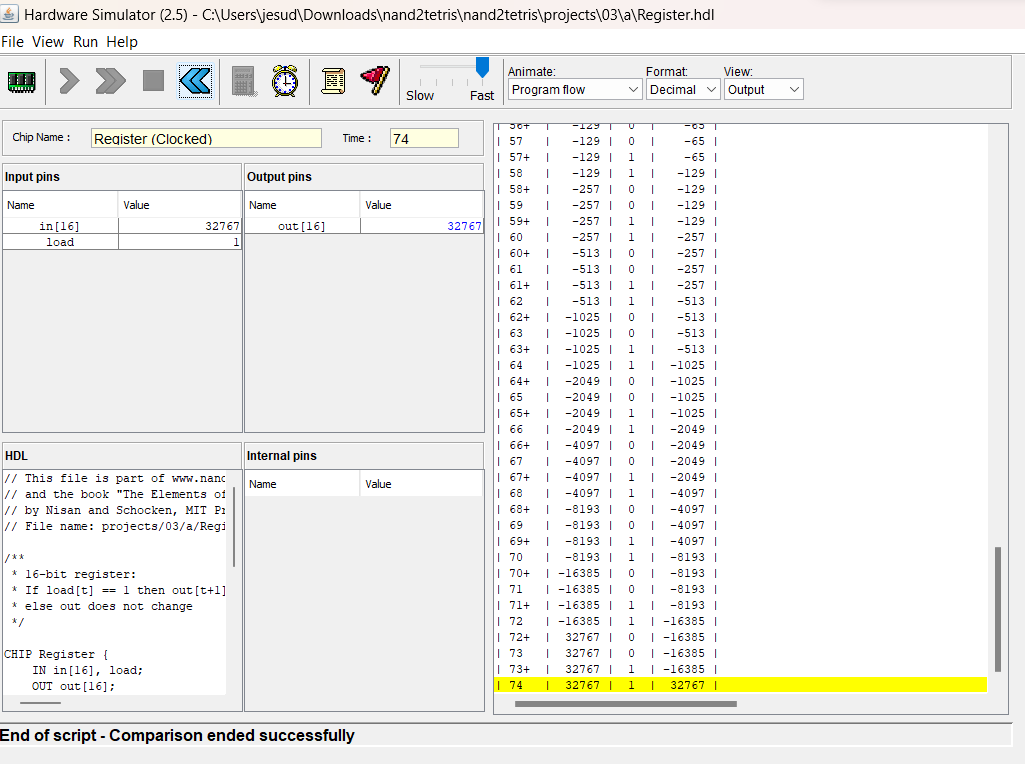 Hardware Simulator (2.5) - C:\Users\jesud\Downloads\nand2tetris\nand2tetris\projects\03\a\Register.hdl
File View Run Help
Slow Fast
Animate: Format: View:
Program flow Decimal Output
Chip Name : Register (Clocked) Time : 74
Input pins
Name Value
in[16] 32767
load 1
Output pins
Name Value
out[16] 32767
HDL
// This file is part of www.nand
// and the book "The Elements of
// by Nisan and Schocken, MIT Pr
// File name: projects/03/a/Regi
/**
* 16-bit register:
* If load[t] == 1 then out[t+1]
* else out does not change
*/
CHIP Register {
IN in[16], load;
OUT out[16];
Internal pins
Name Value
| 56+ | -129 | 0 | -65 |
| 57 | -129 | 0 | -65 |
| 57+ | -129 | 1 | -65 |
| 58 | -129 | 1 | -129 |
| 58+ | -257 | 0 | -129 |
| 59 | -257 | 0 | -129 |
| 59+ | -257 | 1 | -129 |
| 60 | -257 | 1 | -257 |
| 60+ | -513 | 0 | -257 |
| 61 | -513 | 0 | -257 |
| 61+ | -513 | 1 | -257 |
| 62 | -513 | 1 | -513 |
| 62+ | -1025 | 0 | -513 |
| 63 | -1025 | 0 | -513 |
| 63+ | -1025 | 1 | -513 |
| 64 | -1025 | 1 | -1025 |
| 64+ | -2049 | 0 | -1025 |
| 65 | -2049 | 0 | -1025 |
| 65+ | -2049 | 1 | -1025 |
| 66 | -2049 | 1 | -2049 |
| 66+ | -4097 | 0 | -2049 |
| 67 | -4097 | 0 | -2049 |
| 67+ | -4097 | 1 | -2049 |
| 68 | -4097 | 1 | -4097 |
| 68+ | -8193 | 0 | -4097 |
| 69 | -8193 | 0 | -4097 |
| 69+ | -8193 | 1 | -4097 |
| 70 | -8193 | 1 | -8193 |
| 70+ | -16385 | 0 | -8193 |
| 71 | -16385 | 0 | -8193 |
| 71+ | -16385 | 1 | -8193 |
| 72 | -16385 | 1 | -16385 |
| 72+ | 32767 | 0 | -16385 |
| 73 | 32767 | 0 | -16385 |
| 73+ | 32767 | 1 | -16385 |
| 74 | 32767 | 1 | 32767 |
End of script - Comparison ended successfully